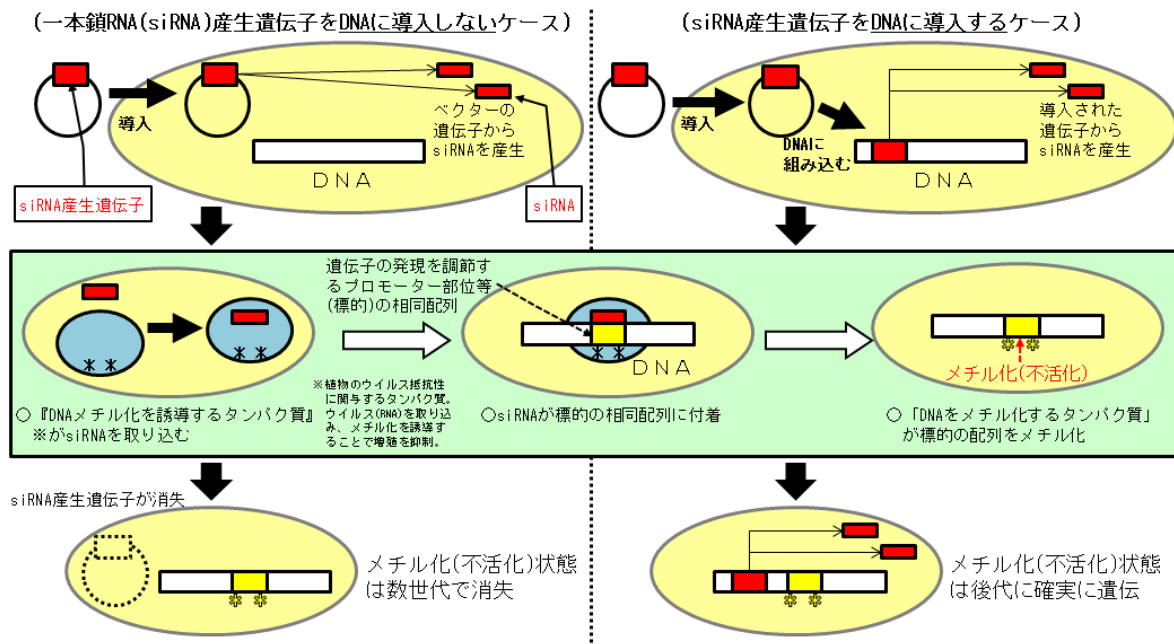 (一本鎖RNA(siRNA)産生遺伝子をDNAに導入しないケース)
導入
ベクターの
遺伝子から
siRNAを産生
DNA
siRNA産生遺伝子
siRNA
(siRNA産生遺伝子をDNAに導入するケース)
導入
DNAに
組み込む
導入された
遺伝子から
siRNAを産生
DNA
遺伝子の発現を調節す
るプロモーター部位等
(標的)の相同配列
○『DNAメチル化を誘導するタンパク質』
※がsiRNAを取り込む
※植物のウイルス抵抗性
に関与するタンパク質。
ウイルス(RNA)を取り込
み、メチル化を誘導す
ることで増殖を抑制。
DNA
○siRNAが標的の相同配列に付着
メチル化(不活化)
○「DNAをメチル化するタンパク質」
が標的の配列をメチル化
siRNA産生遺伝子が消失
メチル化(不活化)状態
は数世代で消失
メチル化(不活化)状態
は後代に確実に遺伝